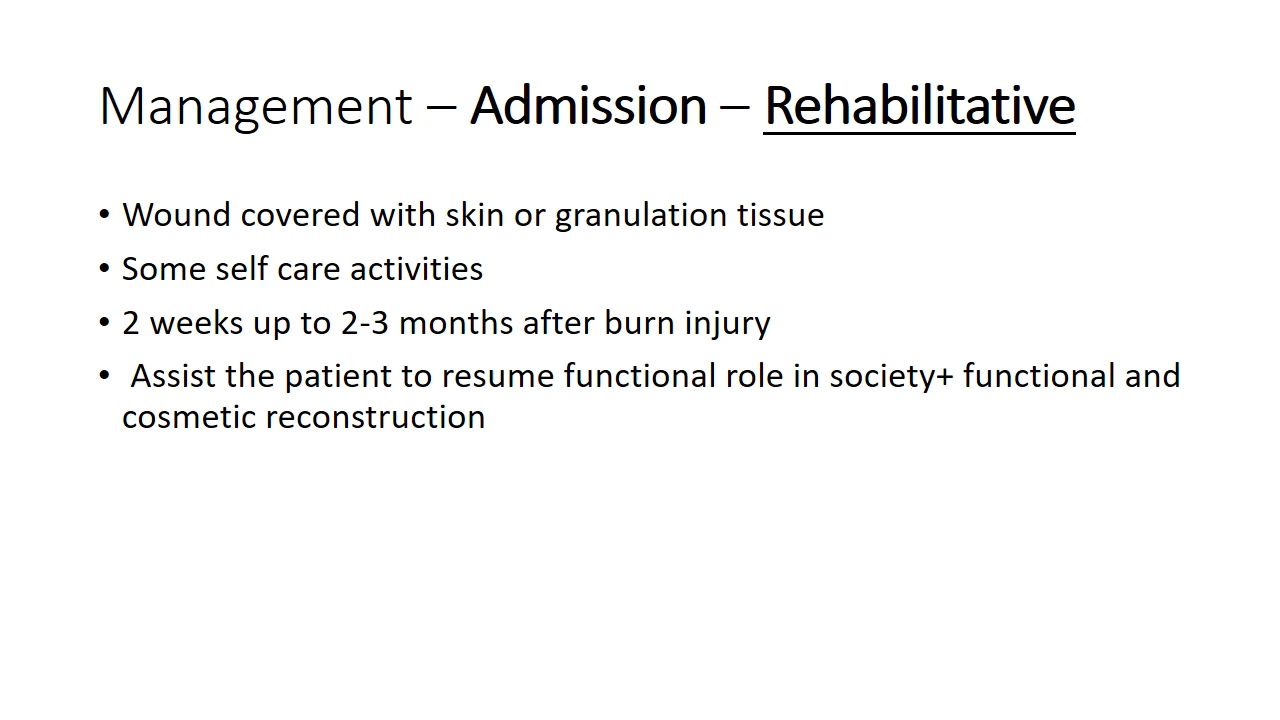 Management – Admission – Rehabilitative
• Wound covered with skin or granulation tissue
• Some self care activities
• 2 weeks up to 2-3 months after burn injury
• Assist the patient to resume functional role in society+ functional and
cosmetic reconstruction